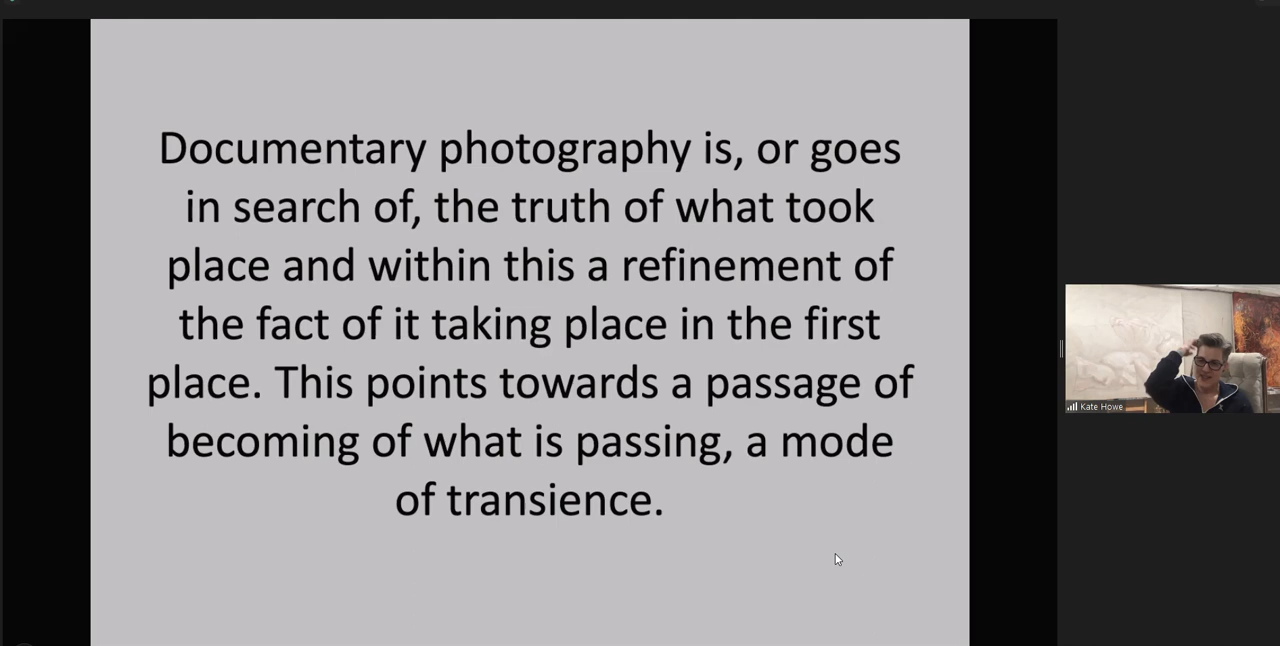 Documentary photography is, or goes
in search of, the truth of what took
place and within this a refinement of
the fact of it taking place in the first
place. This points towards a passage of
becoming of what is passing, a mode
of transience.
Kate Howe